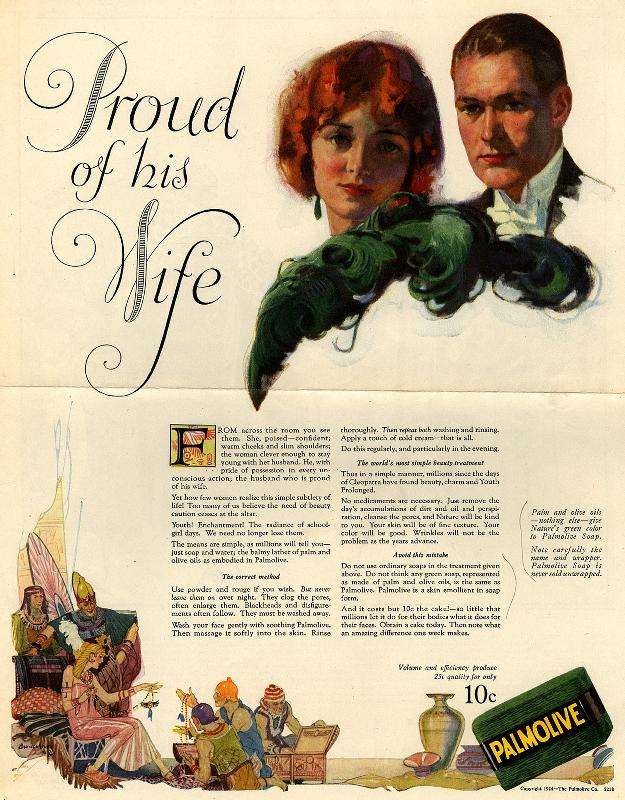 Proud
of his
Wife
FROM across the room you see
them. She, poised—confident;
warm cheeks and slim shoulders;
the woman clever enough to stay
young with her husband. He, with
pride of possession in every un-
conscious action; the husband who is proud
of his wife.
Yet how few women realize this simple subtlety of
life! Too many of us believe the need of beauty
caution ceases at the altar.
Youth! Enchantment! The radiance of school-
girl days. We need no longer lose them.
The means are simple, as millions will tell you—
just soap and water; the balmy lather of palm and
olive oils as embodied in Palmolive.
The correct method
Use powder and rouge if you wish. But never
leave them on over night. They clog the pores,
often enlarge them. Blackheads and disfigure-
ments often follow. They must be washed away.
Wash your face gently with soothing Palmolive.
Then massage it softly into the skin. Rinse
thoroughly. Then repeat both washing and rinsing.
Apply a touch of cold cream—that is all.
Do this regularly, and particularly in the evening.
The world's most simple beauty treatment
Thus in a simple manner, millions since the days
of Cleopatra have found beauty, charm and Youth
Prolonged.
No medicaments are necessary. Just remove the
day's accumulations of dirt and oil and perspi-
ration, cleanse the pores, and Nature will be kind
to you. Your skin will be of fine texture. Your
color will be good. Wrinkles will not be the
problem as the years advance.
Avoid this mistake
Do not use ordinary soaps in the treatment given
above. Do not think any green soap, represented
as made of palm and olive oils, is the same as
Palmolive. Palmolive is a skin emollient in soap
form.
And it costs but 10c the cake!—so little that
millions let it do for their bodies what it does for
their faces. Obtain a cake today. Then note what
an amazing difference one week makes.
Palm and olive oils
—nothing else—give
Nature's green color
to Palmolive Soap.
Note carefully the
name and wrapper.
Palmolive Soap is
never sold unwrapped.
Volume and efficiency produce
25c quality for only
10c
PALMOLIVE
Copyright 1924—The Palmolive Co. 3228